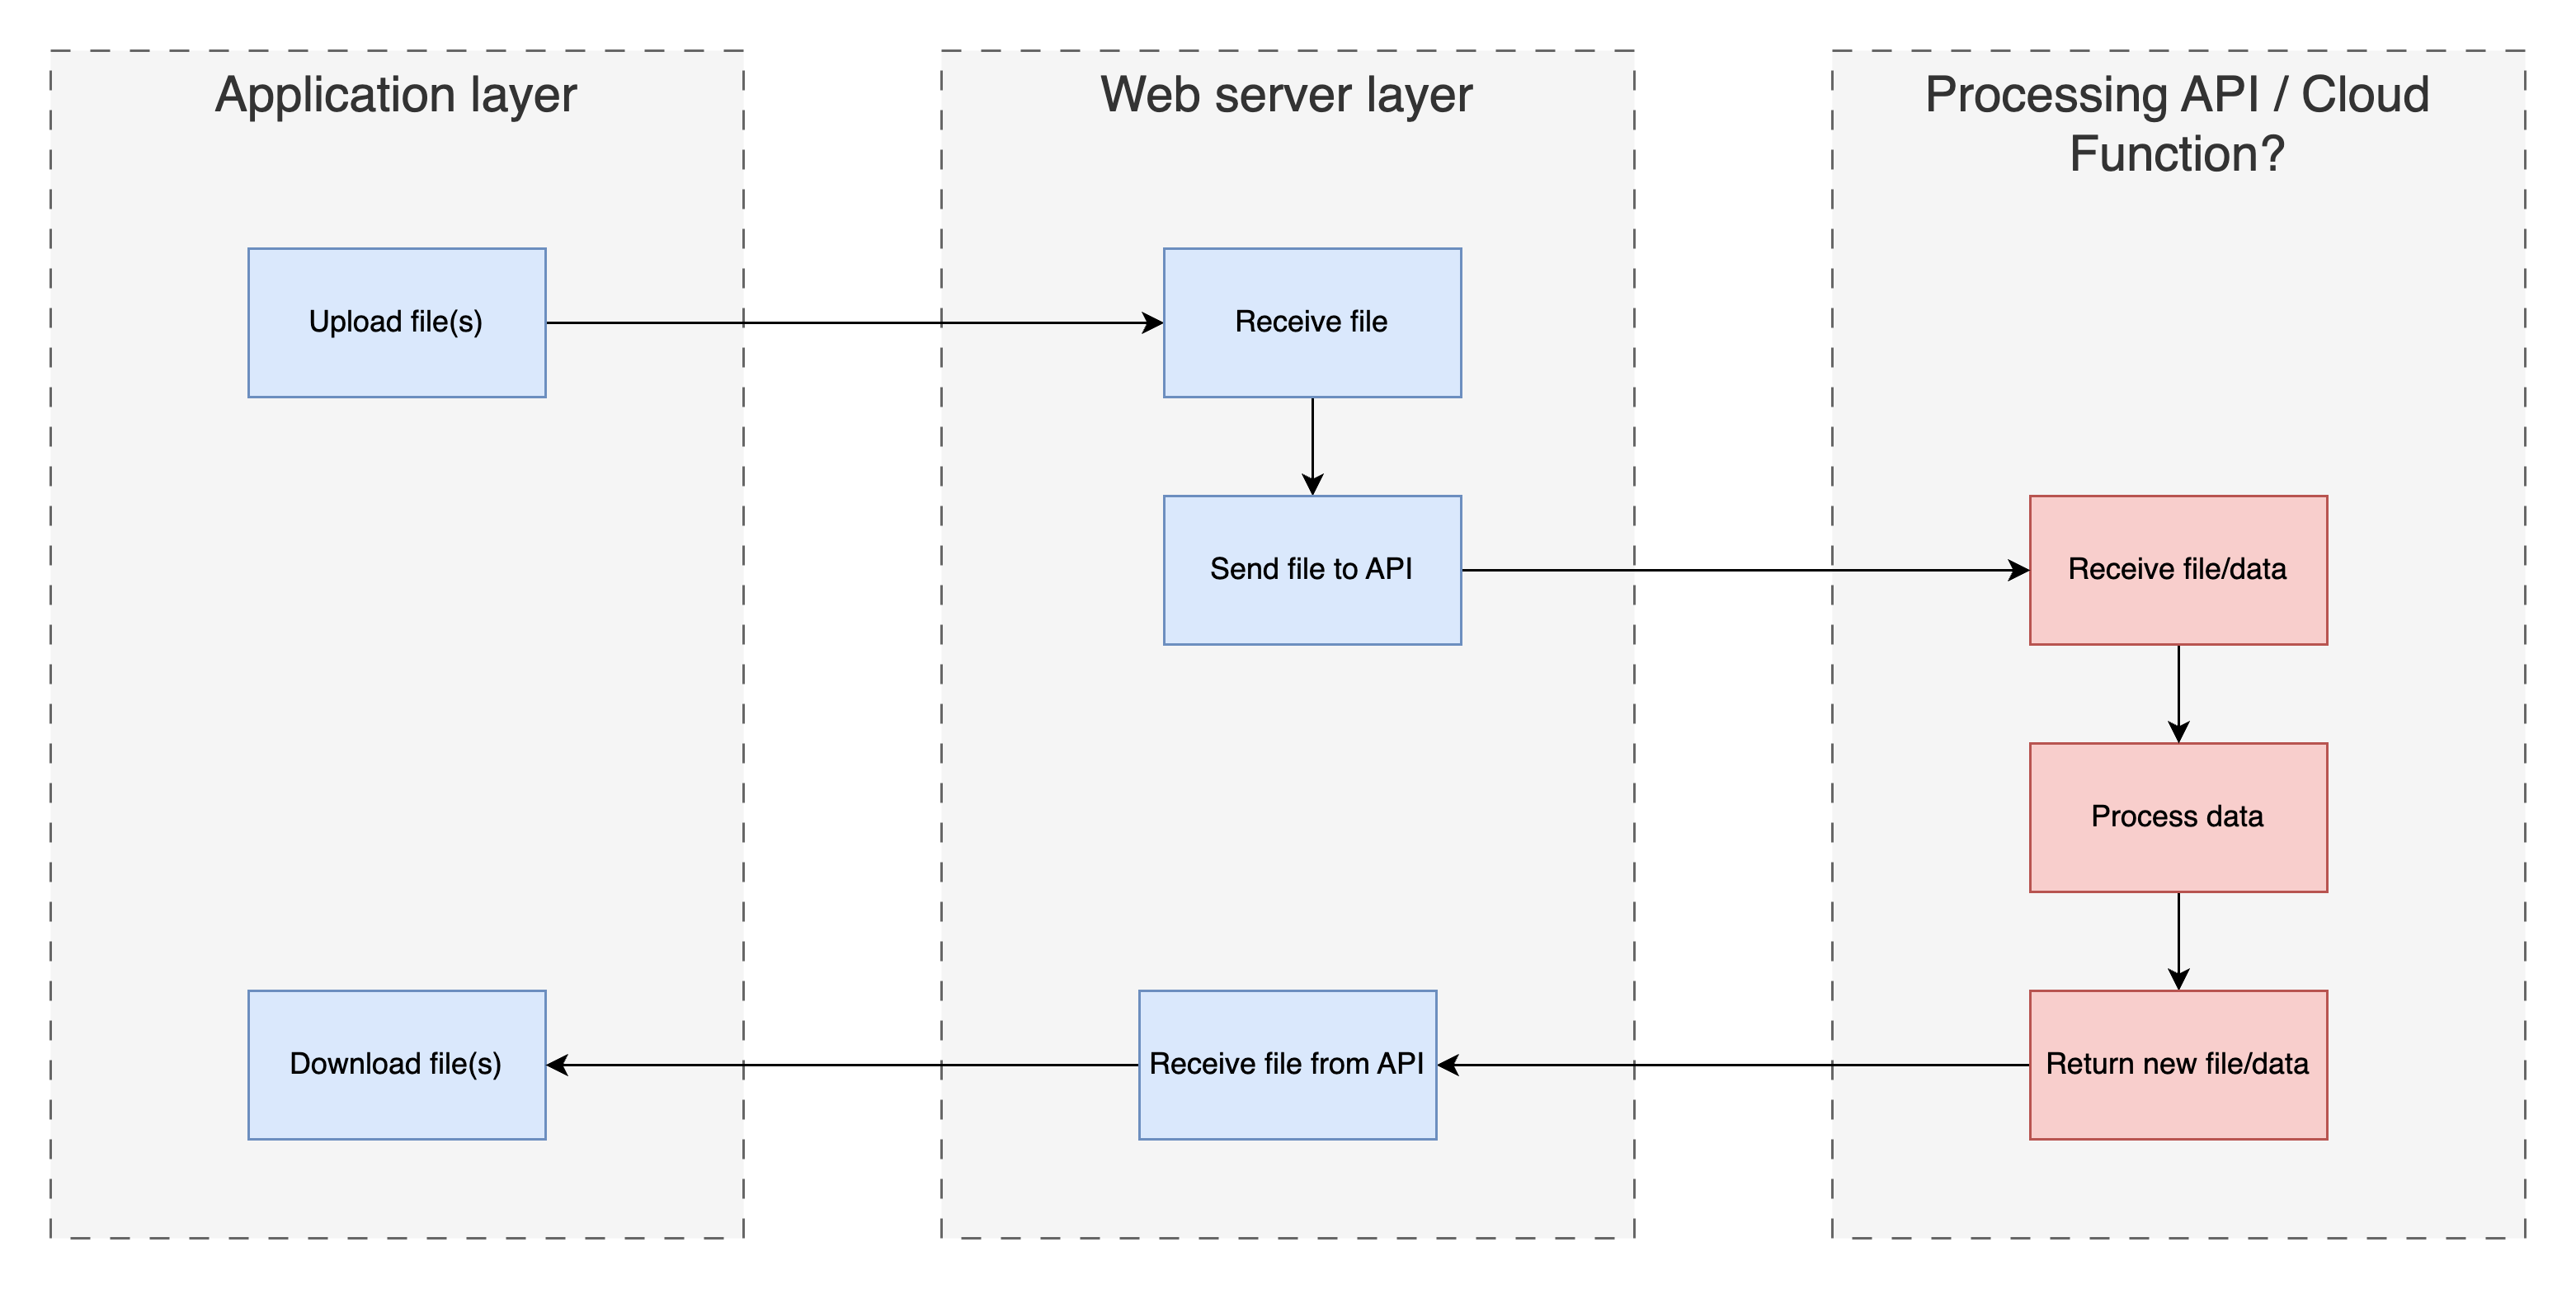 Application layer
Web server layer
Processing API / Cloud
Function?
Upload file(s)
Receive file
Send file to API
Receive file/data
Process data
Download file(s)
Receive file from API
Return new file/data